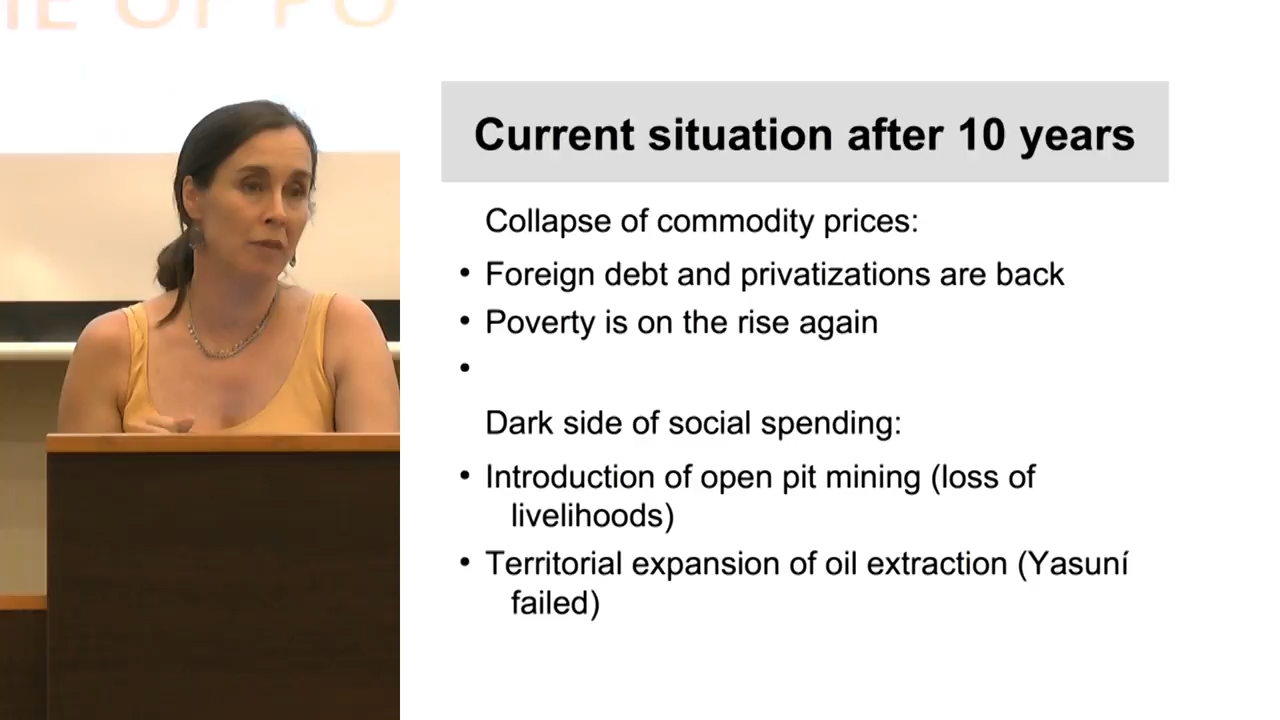 OF PO
Current situation after 10 years
Collapse of commodity prices:
• Foreign debt and privatizations are back
• Poverty is on the rise again
•
Dark side of social spending:
• Introduction of open pit mining (loss of
livelihoods)
• Territorial expansion of oil extraction (Yasuní
failed)